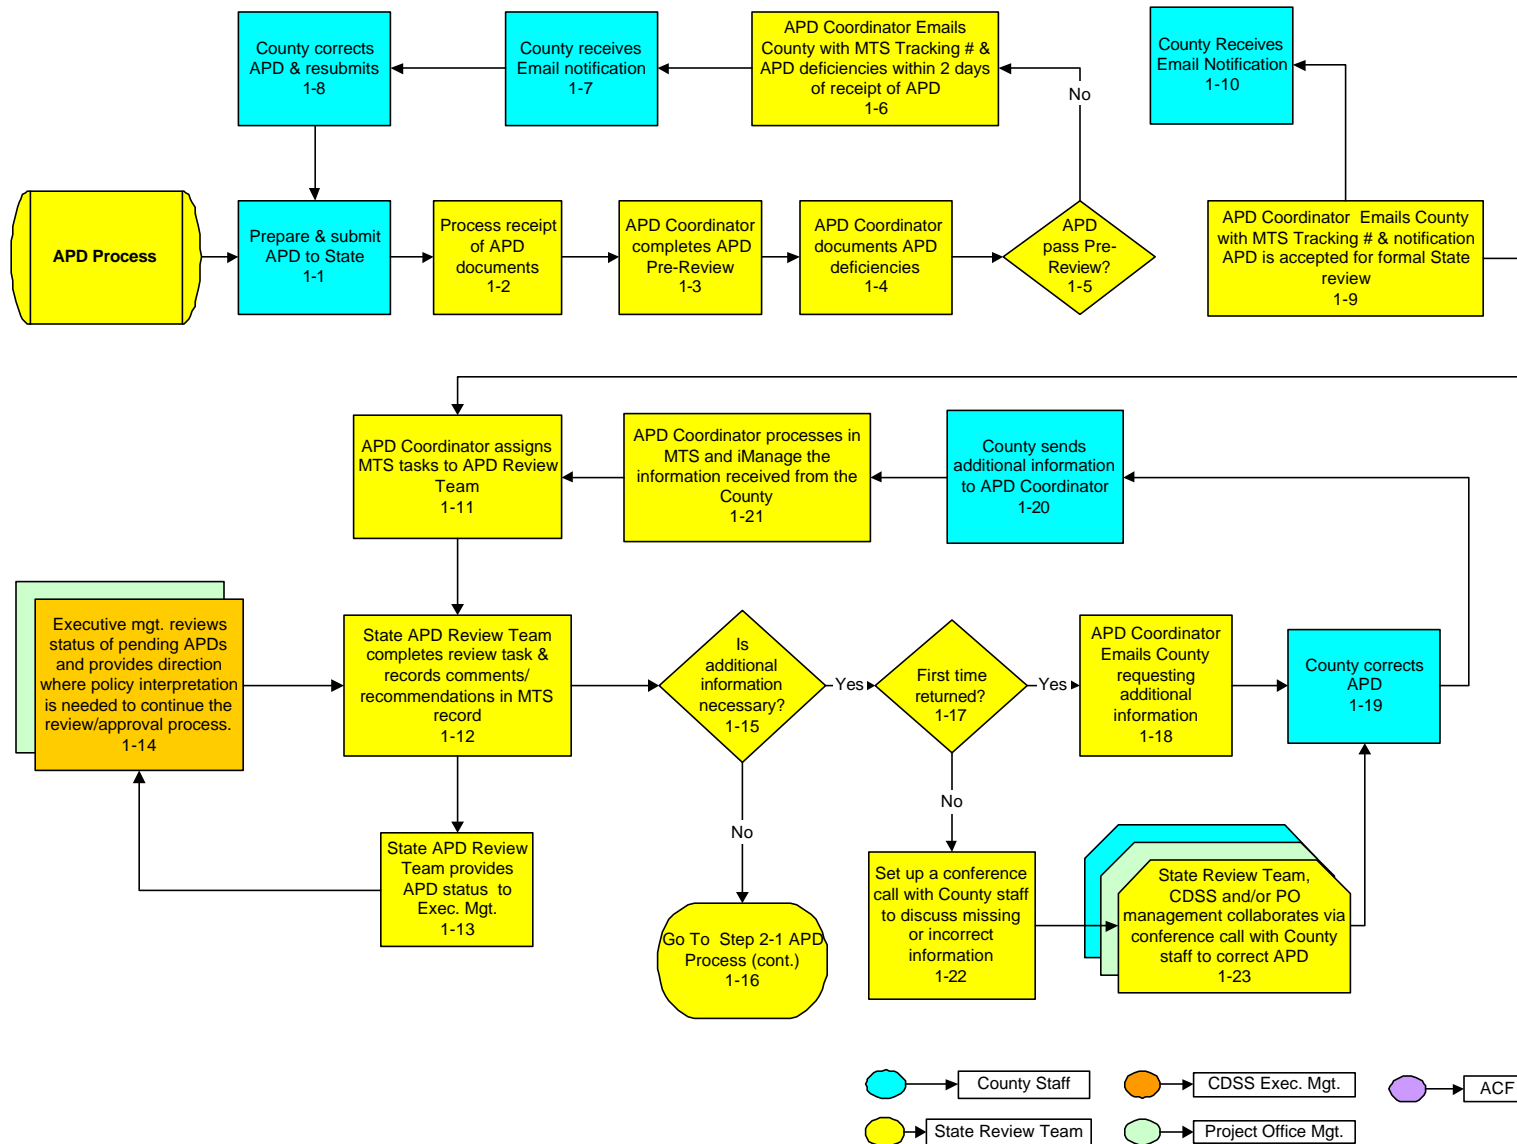 County corrects
APD & resubmits
1-8
County receives
Email notification
1-7
APD Coordinator Emails
County with MTS Tracking # &
APD deficiencies within 2 days
of receipt of APD
1-6
No
County Receives
Email Notification
1-10
APD Process
Prepare & submit
APD to State
1-1
Process receipt
of APD
documents
1-2
APD Coordinator
completes APD
Pre-Review
1-3
APD Coordinator
documents APD
deficiencies
1-4
APD
pass Pre-
Review?
1-5
APD Coordinator Emails County
with MTS Tracking # & notification
APD is accepted for formal State
review
1-9
APD Coordinator assigns
MTS tasks to APD Review
Team
1-11
APD Coordinator processes in
MTS and iManage the
information received from the
County
1-21
County sends
additional information
to APD Coordinator
1-20
Executive mgt. reviews
status of pending APDs
and provides direction
where policy interpretation
is needed to continue the
review/approval process.
1-14
State APD Review Team
completes review task &
records comments/
recommendations in MTS
record
1-12
Is
additional
information
necessary?
1-15
Yes
First time
returned?
1-17
Yes
APD Coordinator
Emails County
requesting
additional
information
1-18
County corrects
APD
1-19
No
No
State APD Review
Team provides
APD status to
Exec. Mgt.
1-13
Go To Step 2-1 APD
Process (cont.)
1-16
Set up a conference
call with County staff
to discuss missing
or incorrect
information
1-22
State Review Team,
CDSS and/or PO
management collaborates via
conference call with County
staff to correct APD
1-23
County Staff
CDSS Exec. Mgt.
ACF
State Review Team
Project Office Mgt.